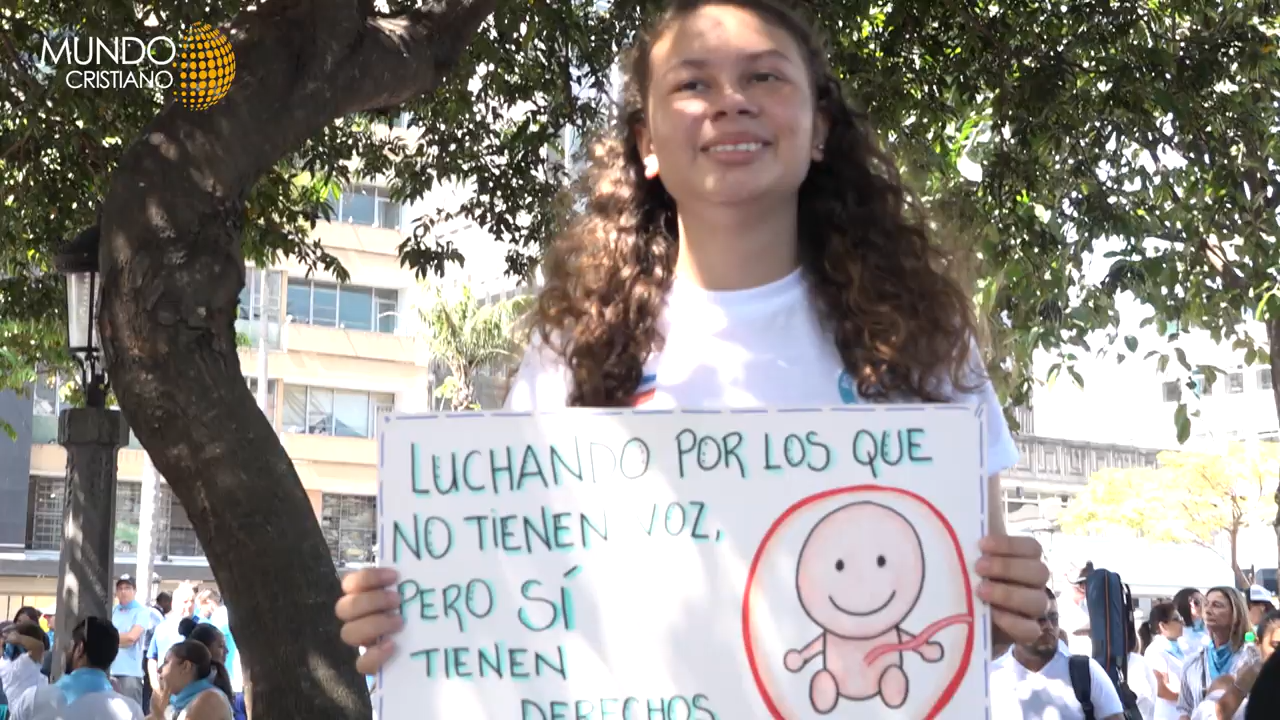 MUNDO
CRISTIANO
LUCHANDO POR LOS QUE
NO TIENEN VOZ,
PERO SÍ
TIENEN
DERECHOS